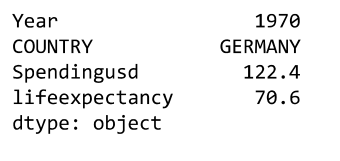 Year 1970
COUNTRY GERMANY
Spendingusd 122.4
lifeexpectancy 70.6
dtype: object